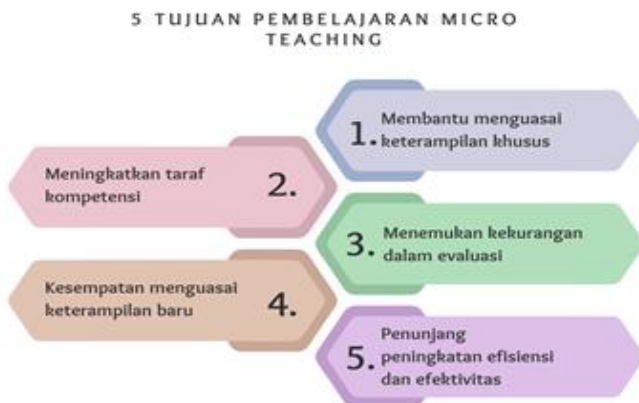 5 TUJUAN PEMBELAJARAN MICRO
TEACHING
1.
Membantu menguasai
keterampilan khusus
2.
Meningkatkan taraf
kompetensi
3.
Menemukan kekurangan
dalam evaluasi
4.
Kesempatan menguasai
keterampilan baru
5.
Penunjang
peningkatan efisiensi
dan efektivitas